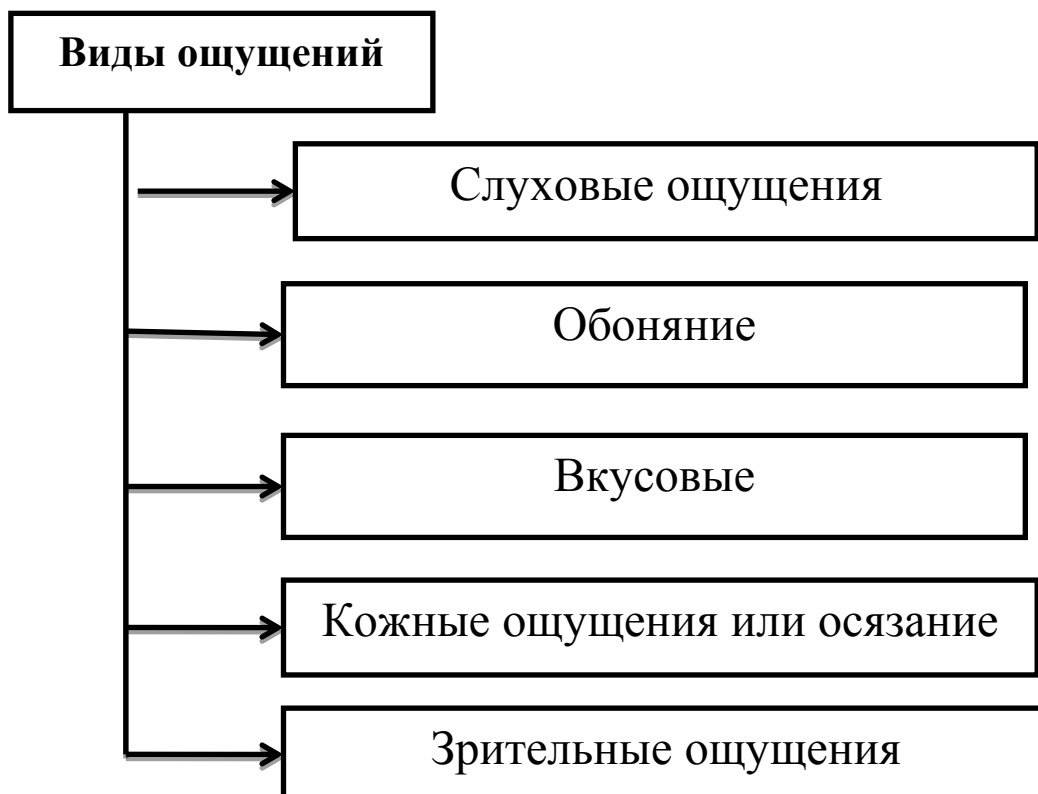 Виды ощущений
Слуховые ощущения
Обоняние
Вкусовые
Кожные ощущения или осязание
Зрительные ощущения